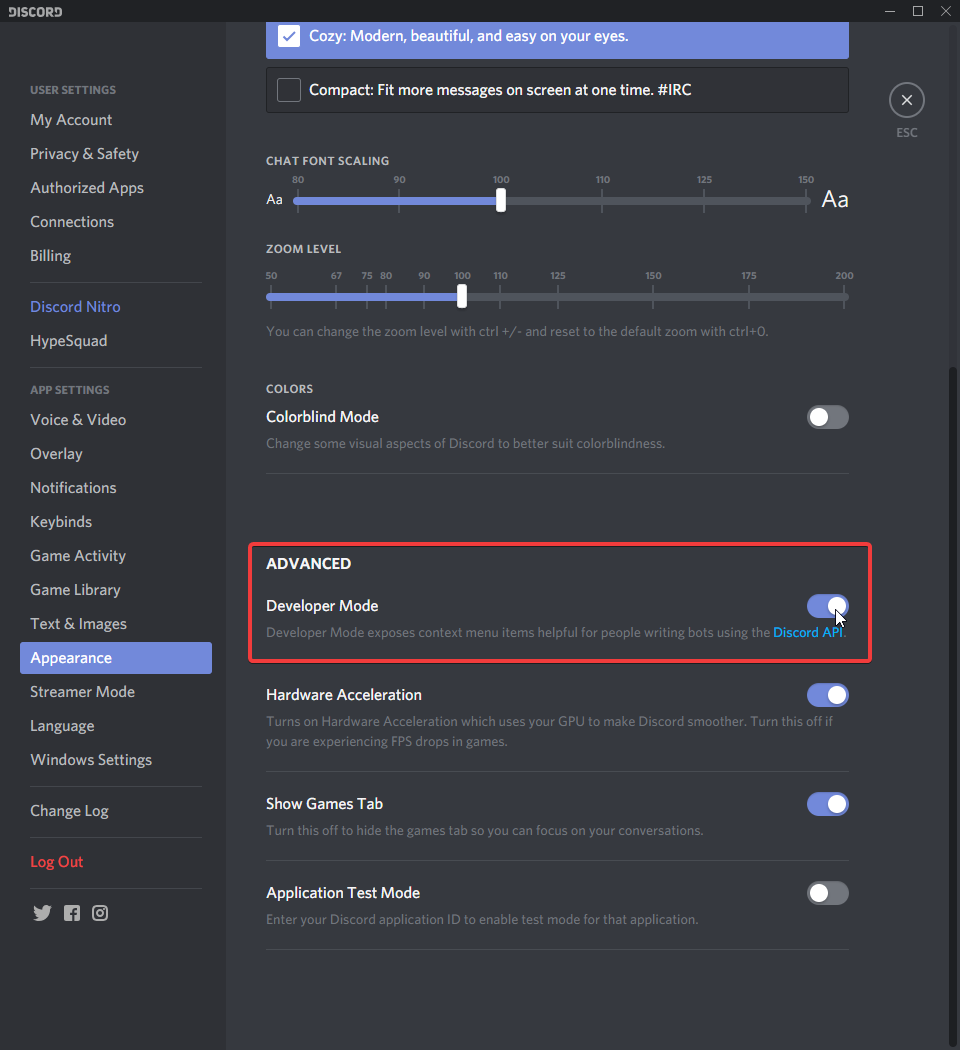 DISCORD
USER SETTINGS
My Account
Privacy & Safety
Authorized Apps
Connections
Billing
Discord Nitro
HypeSquad
APP SETTINGS
Voice & Video
Overlay
Notifications
Keybinds
Game Activity
Game Library
Text & Images
Appearance
Streamer Mode
Language
Windows Settings
Change Log
Log Out
Cozy: Modern, beautiful, and easy on your eyes.
Compact: Fit more messages on screen at one time. #IRC
ESC
CHAT FONT SCALING
80 90 100 110 125 150
Aa Aa
ZOOM LEVEL
50 67 75 80 90 100 110 125 150 175 200
You can change the zoom level with ctrl +/- and reset to the default zoom with ctrl+0.
COLORS
Colorblind Mode
Change some visual aspects of Discord to better suit colorblindness.
ADVANCED
Developer Mode
Developer Mode exposes context menu items helpful for people writing bots using the Discord API.
Hardware Acceleration
Turns on Hardware Acceleration which uses your GPU to make Discord smoother. Turn this off if
you are experiencing FPS drops in games.
Show Games Tab
Turn this off to hide the games tab so you can focus on your conversations.
Application Test Mode
Enter your Discord application ID to enable test mode for that application.